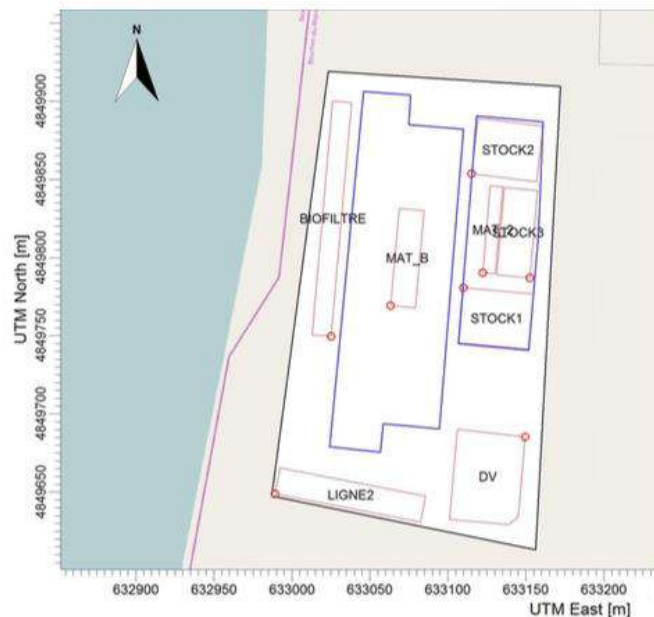 N
4849900
4849850
4849800
4849750
4849700
4849650
UTM North [m]
STOCK2
BIOFILTRE
STOCK3
MAT_B
STOCK1
DV
LIGNE2
632900 632950 633000 633050 633100 633150 633200
UTM East [m]